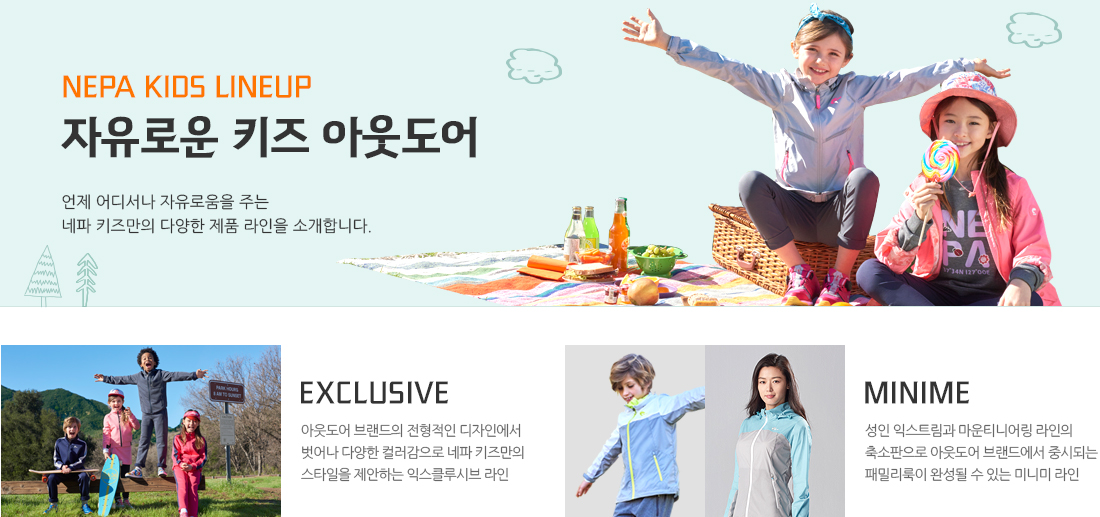 NEPA KIDS LINEUP
자유로운 키즈 아웃도어
언제 어디서나 자유로움을 주는
네파 키즈만의 다양한 제품 라인을 소개합니다.
NE
PA
EXCLUSIVE
아웃도어 브랜드의 전형적인 디자인에서
벗어나 다양한 컬러감으로 네파 키즈만의
스타일을 제안하는 익스클루시브 라인
PARK HOURS
MINIME
성인 익스트림과 마운티니어링 라인의
축소판으로 아웃도어 브랜드에서 중시되는
패밀리룩이 완성될 수 있는 미니미 라인